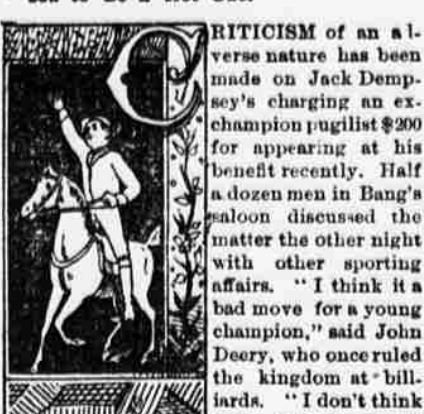 CRITICISM of an al-
verse nature has been
made on Jack Demp-
sey's charging an ex-
champion pugilist $200
for appearing at his
benefit recently. Half
a dozen men in Bang's
saloon discussed the
matter the other night
with other sporting
affairs. "I think it a
bad move for a young
champion," said John
Deery, who once ruled
the kingdom at bill-
iards. "I don't think